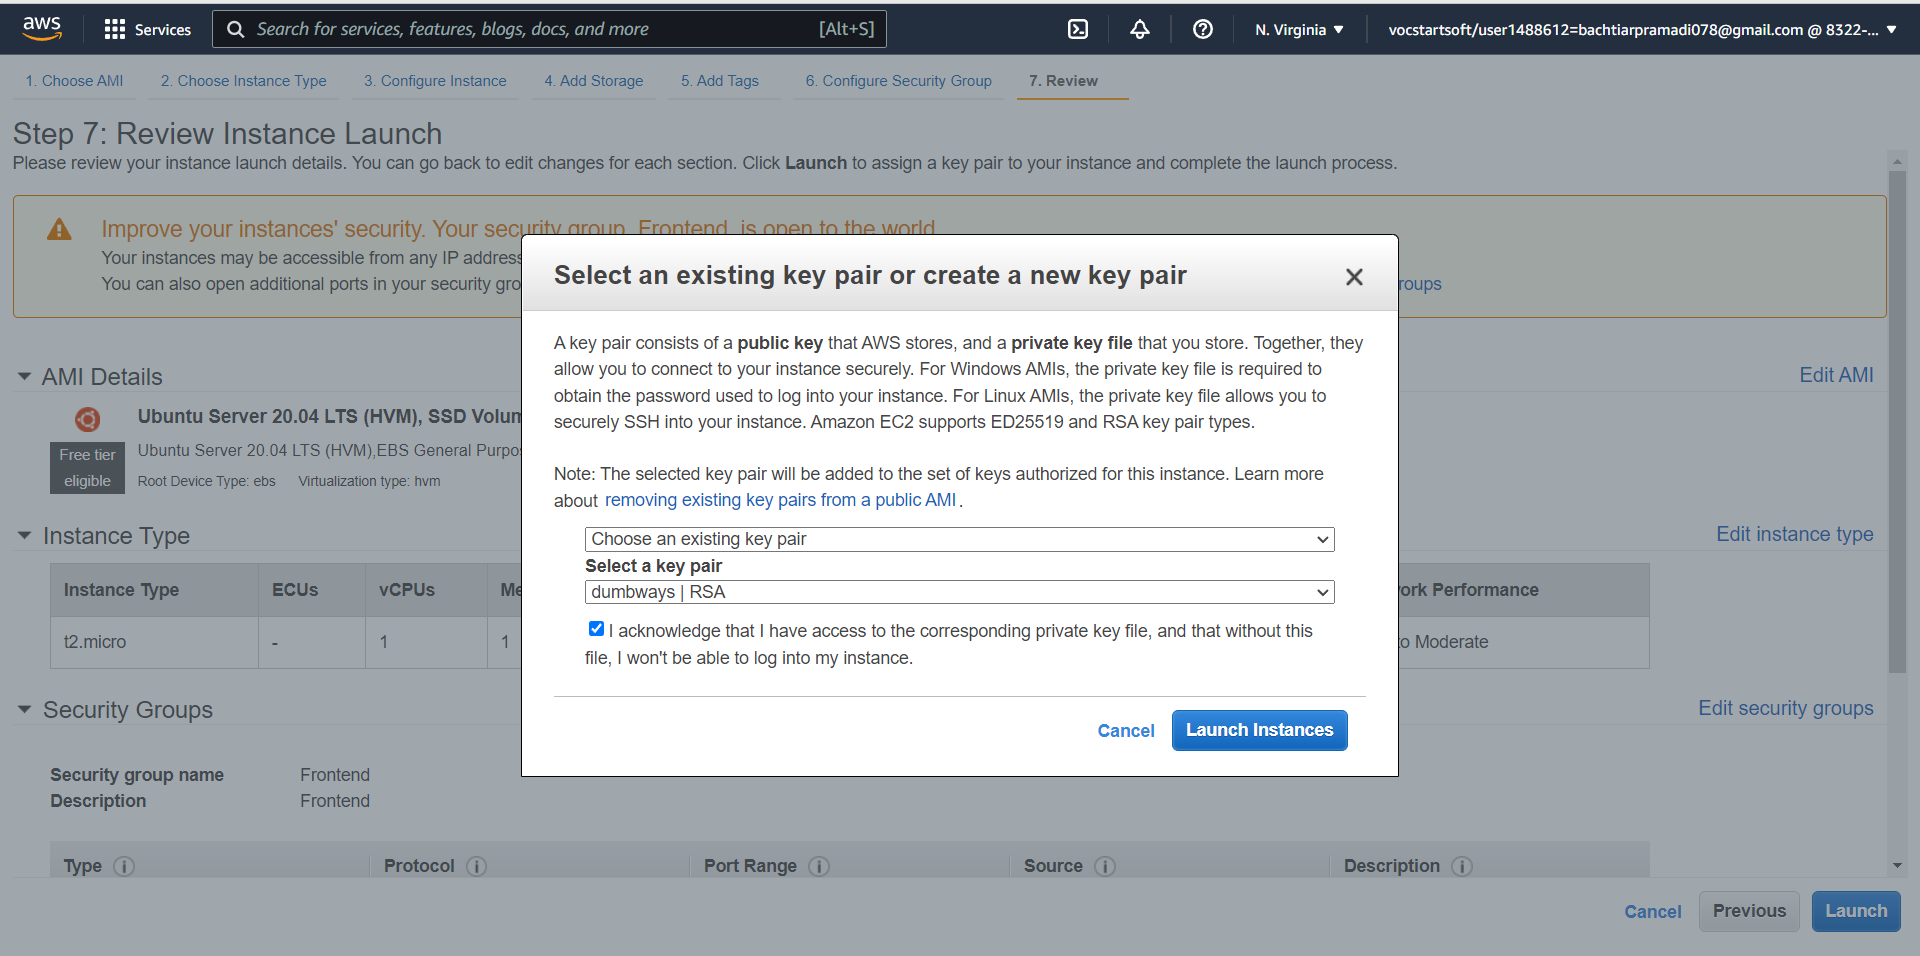 aws Services Search for services, features, blogs, docs, and more [Alt+S] N. Virginia vocstartsoft/user1488612=bachtiarpramadi078@gmail.com @ 8322-...
1. Choose AMI 2. Choose Instance Type 3. Configure Instance 4. Add Storage 5. Add Tags 6. Configure Security Group 7. Review
Step 7: Review Instance Launch
Please review your instance launch details. You can go back to edit changes for each section. Click Launch to assign a key pair to your instance and complete the launch process.
Improve your instances' security. Your security group, Frontend, is open to the world.
Your instances may be accessible from any IP address
You can also open additional ports in your security gro
roups
Select an existing key pair or create a new key pair
A key pair consists of a public key that AWS stores, and a private key file that you store. Together, they
allow you to connect to your instance securely. For Windows AMIs, the private key file is required to
obtain the password used to log into your instance. For Linux AMIs, the private key file allows you to
securely SSH into your instance. Amazon EC2 supports ED25519 and RSA key pair types.
Note: The selected key pair will be added to the set of keys authorized for this instance. Learn more
about removing existing key pairs from a public AMI .
Choose an existing key pair
Select a key pair
dumbways | RSA
I acknowledge that I have access to the corresponding private key file, and that without this
file, I won't be able to log into my instance.
Cancel Launch Instances
AMI Details Edit AMI
Ubuntu Server 20.04 LTS (HVM), SSD Volum
Free tier
eligible
Ubuntu Server 20.04 LTS (HVM),EBS General Purpos
Root Device Type: ebs Virtualization type: hvm
Instance Type Edit instance type
Instance Type ECUs vCPUs Me ork Performance
t2.micro - 1 1 to Moderate
Security Groups Edit security groups
Security group name Frontend
Description Frontend
Type Protocol Port Range Source Description
Cancel Previous Launch